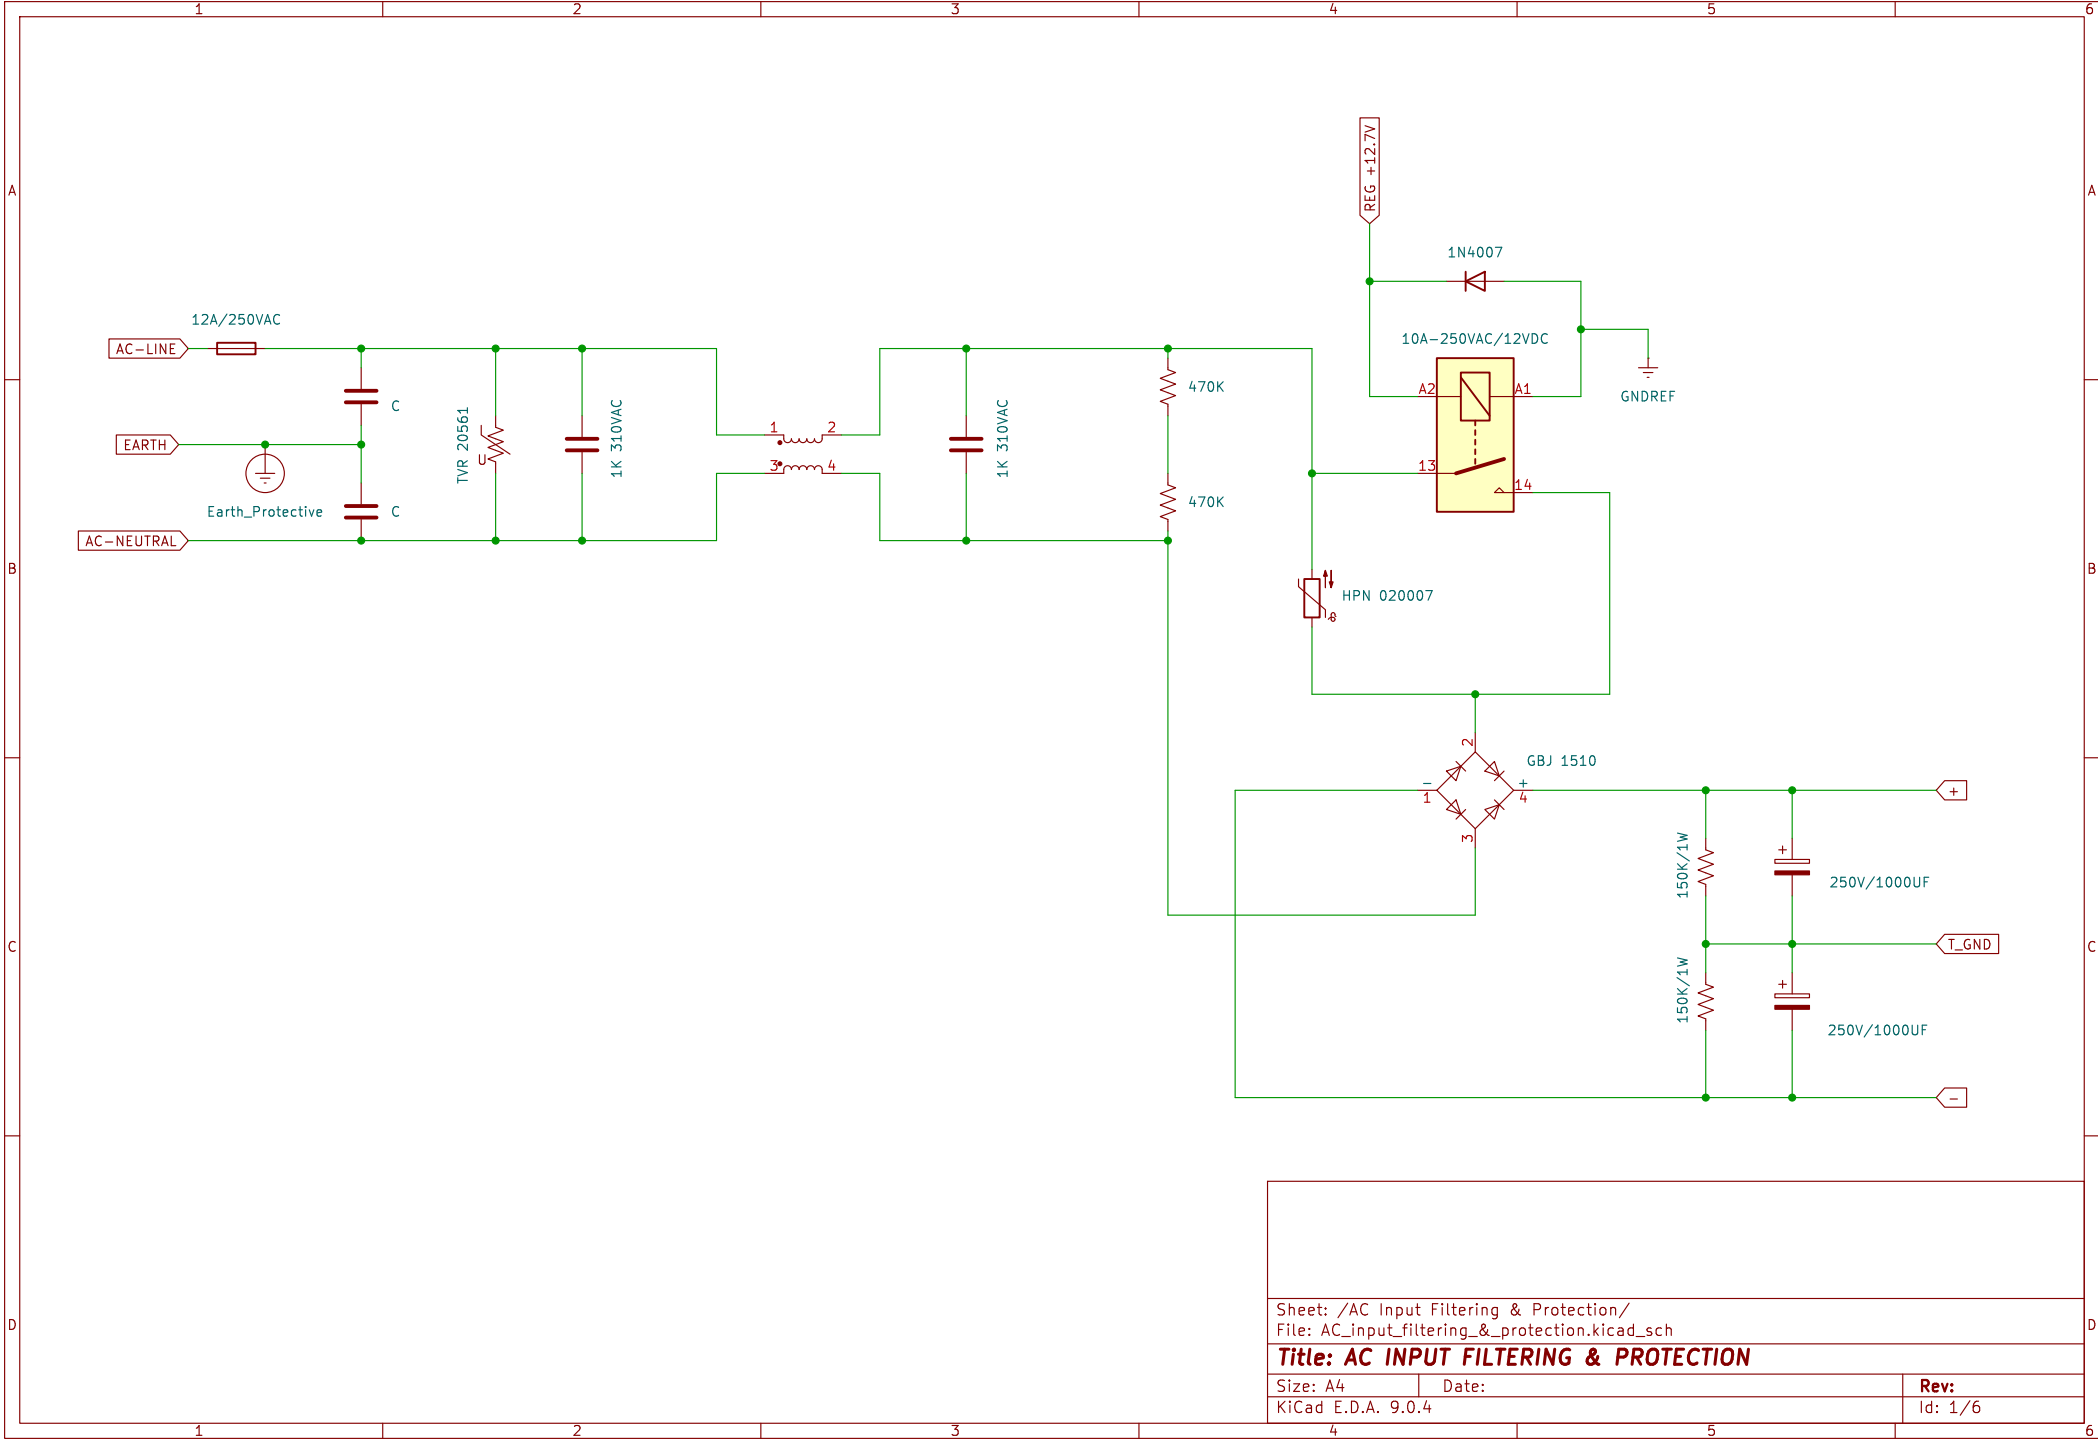 1 2 3 4 5 6
REG +12.7V
A A
1N4007
12A/250VAC
10A-250VAC/12VDC
AC-LINE
A2 A1
470K
GNDREF
C
TVR 20561
1K 310VAC
1K 310VAC
1 2
EARTH
U
3 4
13
14
470K
Earth_Protective
C
AC-NEUTRAL
B B
HPN 020007
θ
2
GBJ 1510
- +
1 4
+
3
150K/1W
+
250V/1000UF
C C
T_GND
150K/1W
+
250V/1000UF
-
Sheet: /AC Input Filtering & Protection/
File: AC_input_filtering_&_protection.kicad_sch
D D
Title: AC INPUT FILTERING & PROTECTION
Size: A4 Date: Rev:
KiCad E.D.A. 9.0.4 Id: 1/6
1 2 3 4 5 6